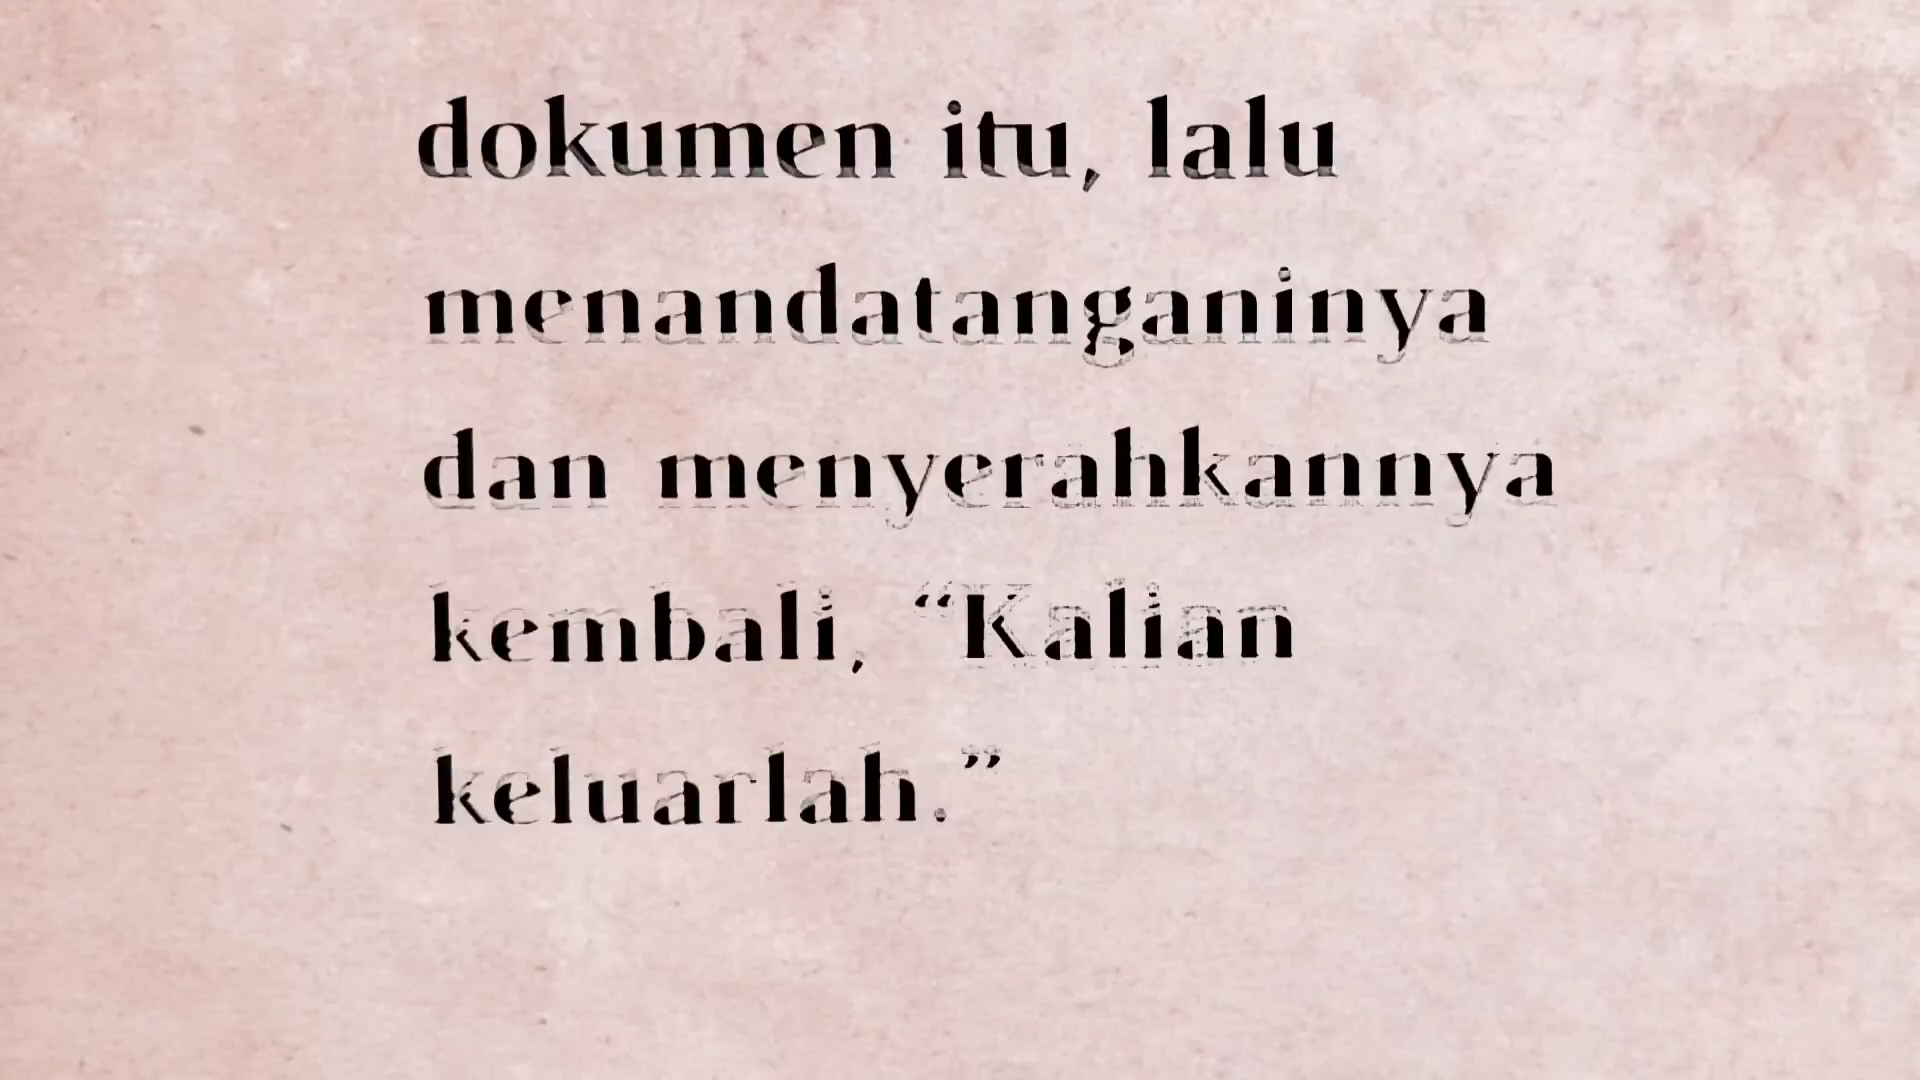 dokumen itu, lalu
menandatanganinya
dan menyerahkannya
kembali, “Kalian
keluarlah.”